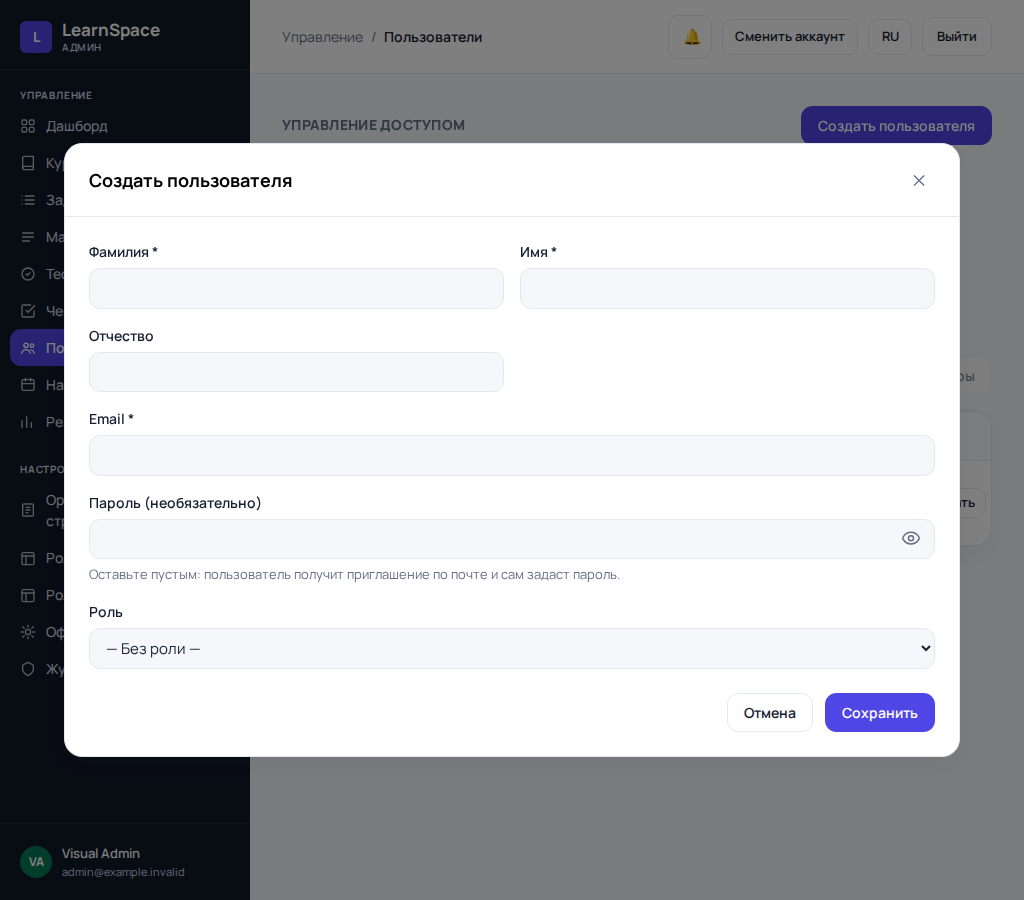 L
LearnSpace
АДМИН
Управление / Пользователи
🔔
Сменить аккаунт
RU
Выйти
УПРАВЛЕНИЕ
Дашборд
УПРАВЛЕНИЕ ДОСТУПОМ
Создать пользователя
Создать пользователя
Фамилия *
Имя *
Отчество
Email *
Пароль (необязательно)
Оставьте пустым: пользователь получит приглашение по почте и сам задаст пароль.
Роль
— Без роли —
Отмена
Сохранить
VA
Visual Admin
admin@example.invalid